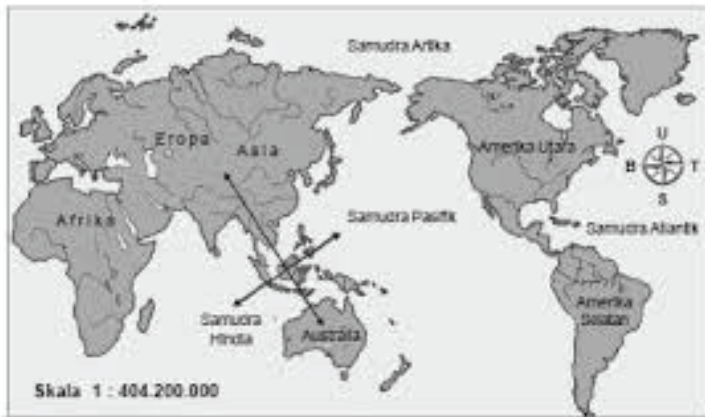 Samudra Artika
Eropa
Asia
Amerika Utara
U
B T
S
Afrika
Samudra Pasifik
Samudra Atlantik
Samudra
Hindia
Australia
Amerika
Selatan
Skala 1 : 404.200.000